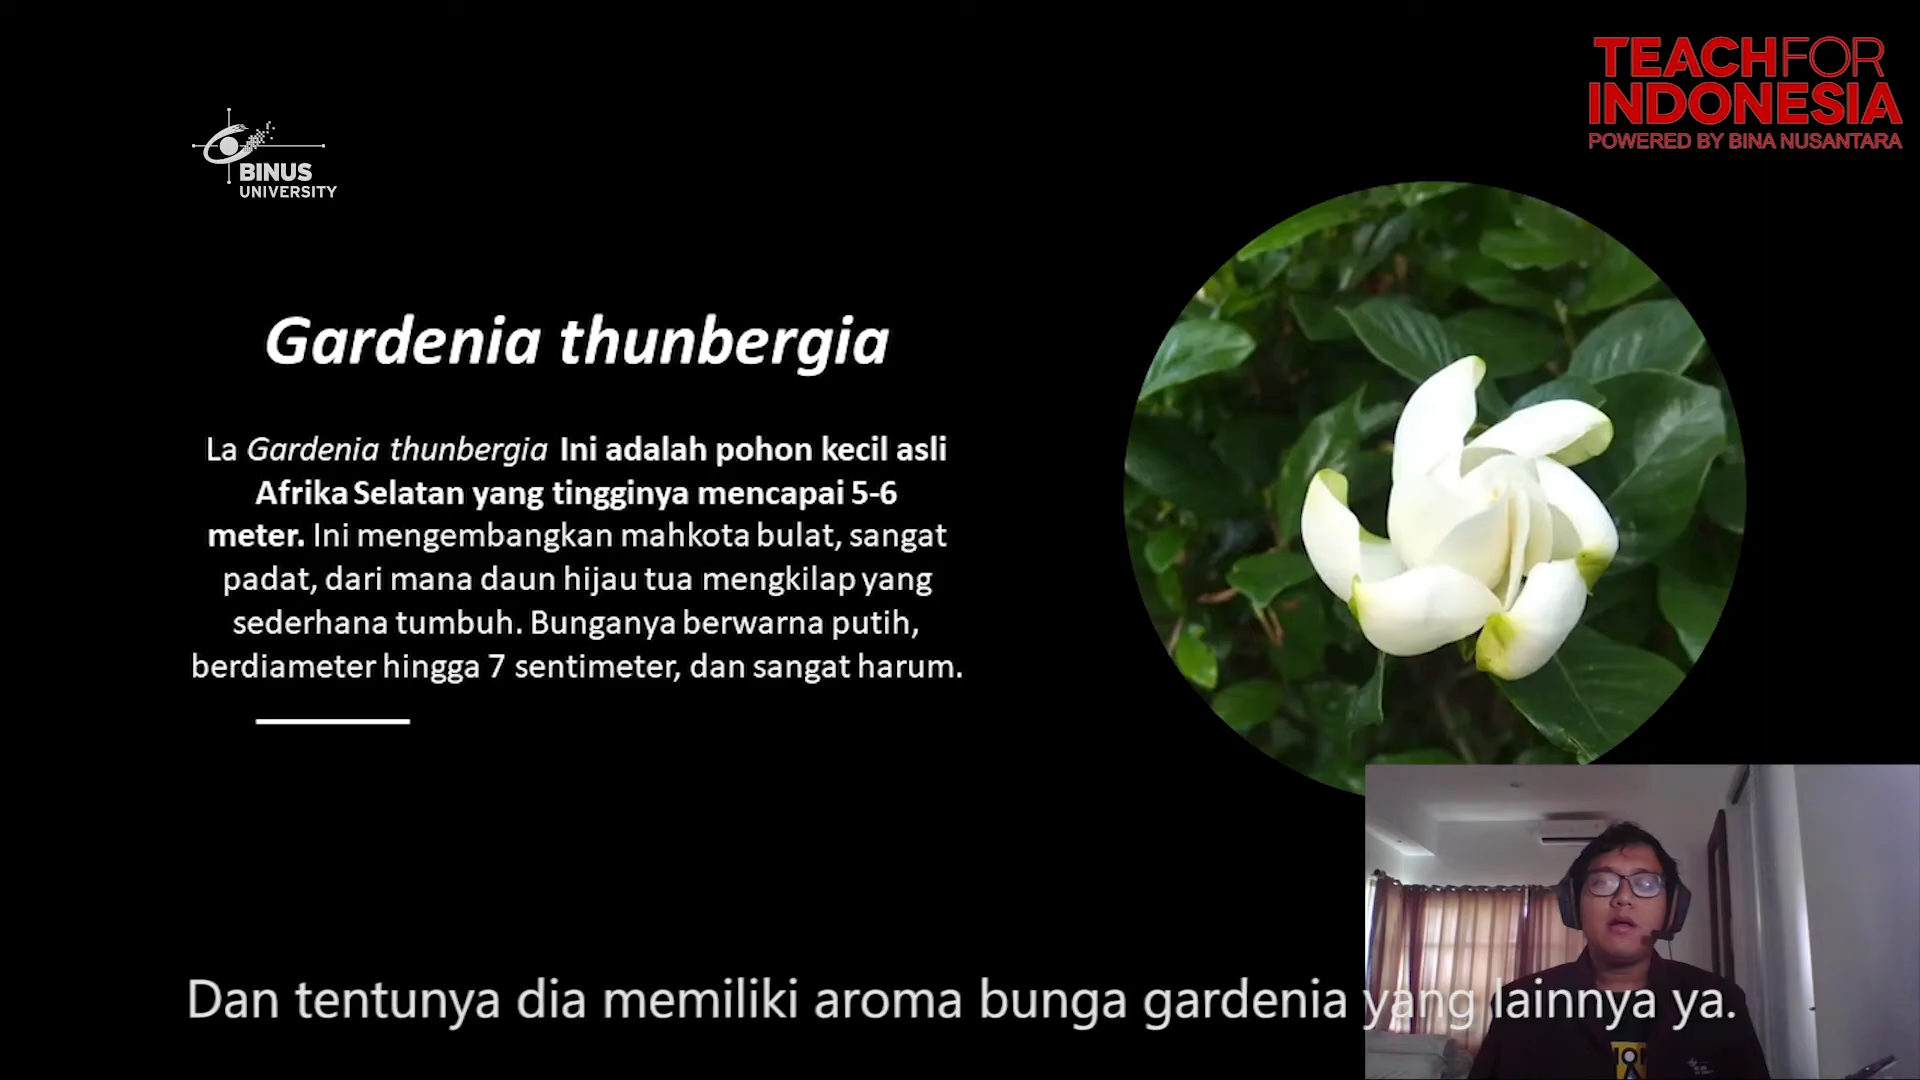 TEACHFOR
INDONESIA
POWERED BY BINA NUSANTARA
BINUS
UNIVERSITY
Gardenia thunbergia
La Gardenia thunbergia Ini adalah pohon kecil asli
Afrika Selatan yang tingginya mencapai 5-6
meter. Ini mengembangkan mahkota bulat, sangat
padat, dari mana daun hijau tua mengkilap yang
sederhana tumbuh. Bunganya berwarna putih,
berdiameter hingga 7 sentimeter, dan sangat harum.
Dan tentunya dia memiliki aroma bunga gardenia yang lainnya ya.